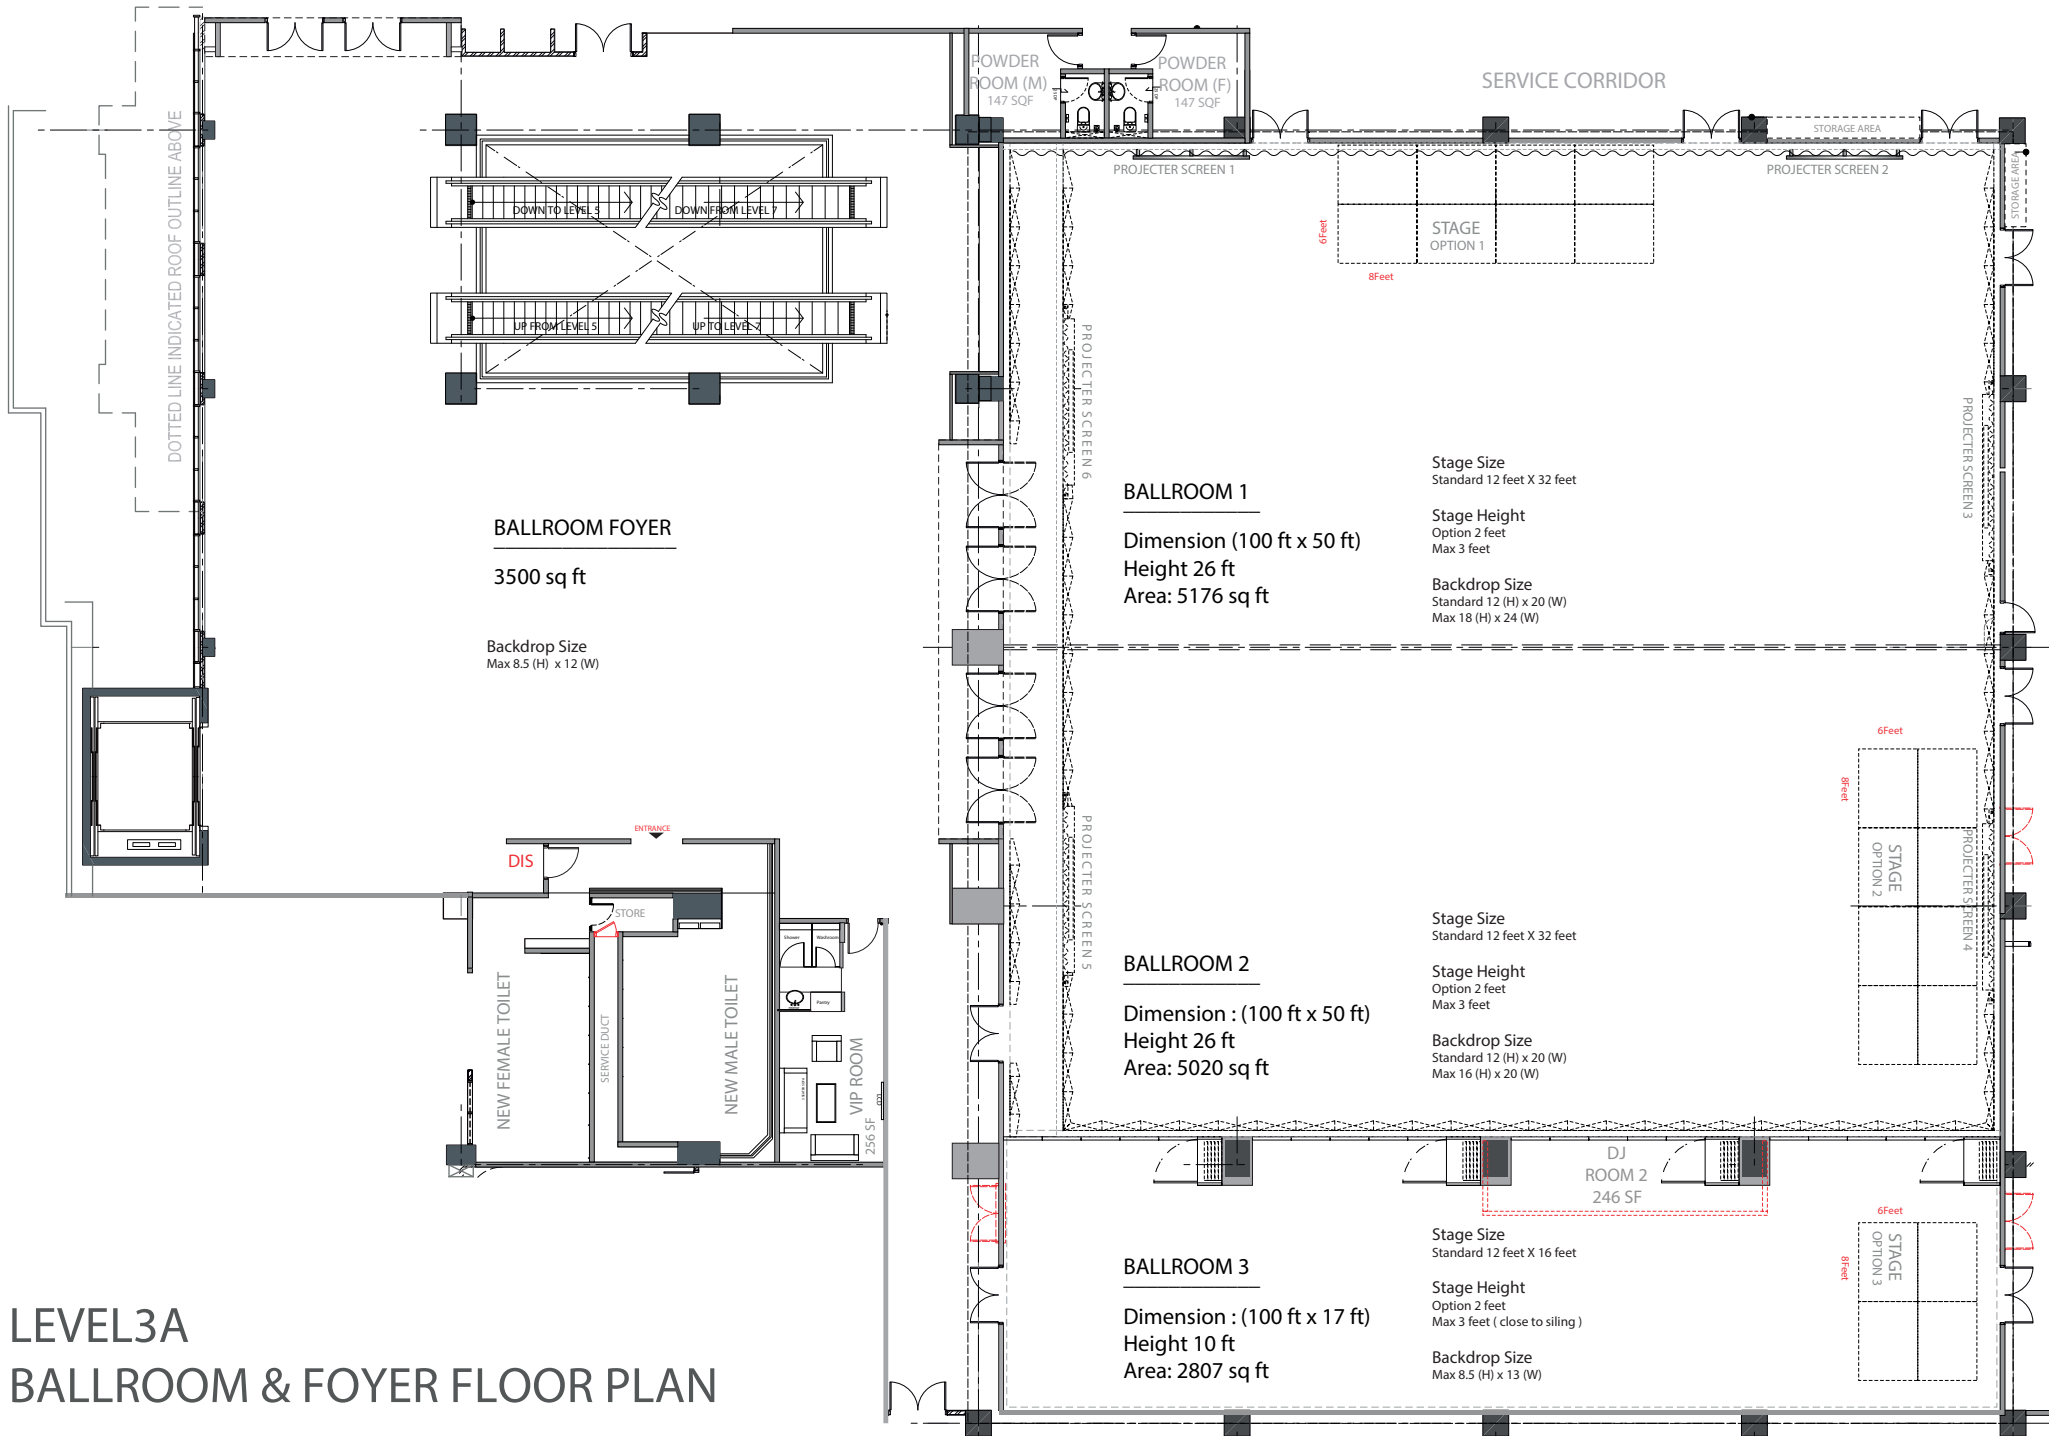 POWDER
ROOM (M)
147 SQF
POWDER
ROOM (F)
147 SQF
SERVICE CORRIDOR
STORAGE AREA
STORAGE AREA
DOTTED LINE INDICATED ROOF OUTLINE ABOVE
PROJECTER SCREEN 1
PROJECTER SCREEN 2
DOWN TO LEVEL 5
DOWN FROM LEVEL 7
UP FROM LEVEL 5
UP TO LEVEL 7
6Feet
STAGE
OPTION 1
8Feet
PROJECTER SCREEN 6
PROJECTER SCREEN 3
BALLROOM FOYER
3500 sq ft
Backdrop Size
Max 8.5 (H) x 12 (W)
BALLROOM 1
Dimension (100 ft x 50 ft)
Height 26 ft
Area: 5176 sq ft
Stage Size
Standard 12 feet X 32 feet
Stage Height
Option 2 feet
Max 3 feet
Backdrop Size
Standard 12 (H) x 20 (W)
Max 18 (H) x 24 (W)
6Feet
8Feet
STAGE
OPTION 2
PROJECTER SCREEN 4
PROJECTER SCREEN 5
ENTRANCE
DIS
STORE
NEW FEMALE TOILET
SERVICE DUCT
NEW MALE TOILET
Shower
Washroom
Pantry
VIP ROOM
256 SF
LCD
BALLROOM 2
Dimension : (100 ft x 50 ft)
Height 26 ft
Area: 5020 sq ft
Stage Size
Standard 12 feet X 32 feet
Stage Height
Option 2 feet
Max 3 feet
Backdrop Size
Standard 12 (H) x 20 (W)
Max 16 (H) x 20 (W)
DJ
ROOM 2
246 SF
BALLROOM 3
Dimension : (100 ft x 17 ft)
Height 10 ft
Area: 2807 sq ft
Stage Size
Standard 12 feet X 16 feet
Stage Height
Option 2 feet
Max 3 feet ( close to siling )
Backdrop Size
Max 8.5 (H) x 13 (W)
6Feet
8Feet
STAGE
OPTION 3
LEVEL3A
BALLROOM & FOYER FLOOR PLAN